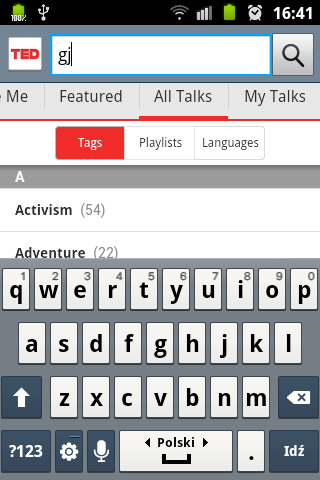 100% 16:41
TED gj
e Me Featured All Talks My Talks
Tags Playlists Languages
A
Activism (54)
Adventure (22)
1 2 3 4 5 6 7 8 9 0
q w e r t y u i o p
a s d f g h j k l
z x c v b n m
?123 Polski . Idź